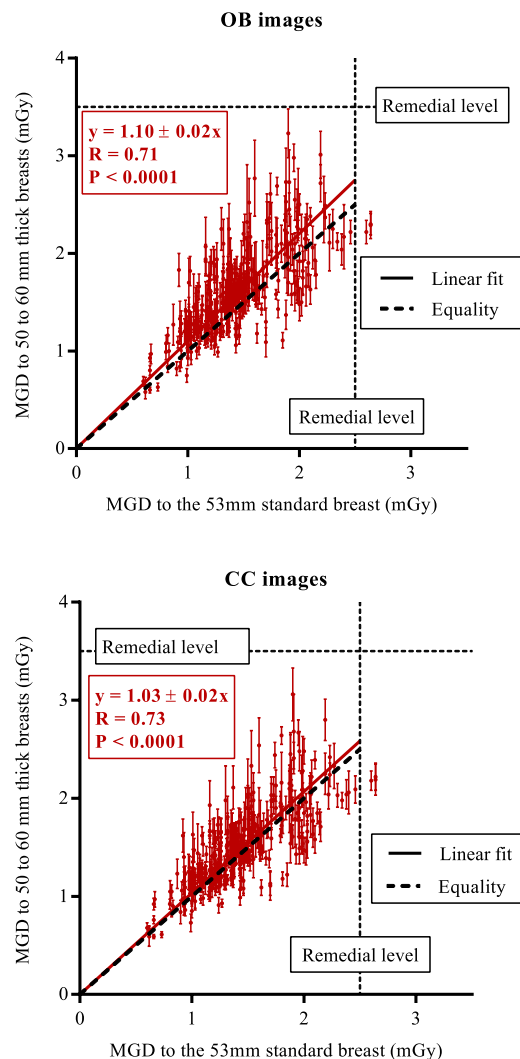 OB images
4
3
2
1
0
0
1
2
3
MGD to 50 to 60 mm thick breasts (mGy)
MGD to the 53mm standard breast (mGy)
Remedial level
y = 1.10 ± 0.02x
R = 0.71
P < 0.0001
Linear fit
Equality
Remedial level
CC images
4
3
2
1
0
0
1
2
3
MGD to 50 to 60 mm thick breasts (mGy)
MGD to the 53mm standard breast (mGy)
Remedial level
y = 1.03 ± 0.02x
R = 0.73
P < 0.0001
Linear fit
Equality
Remedial level